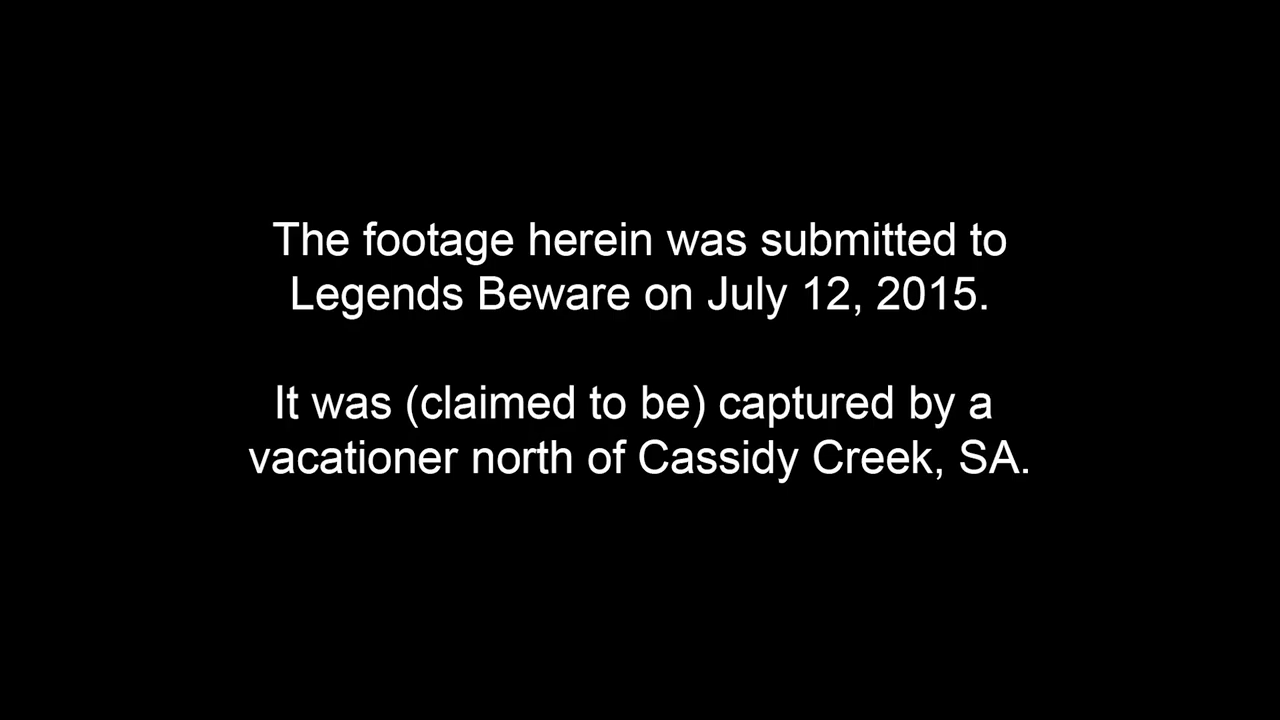 The footage herein was submitted to
Legends Beware on July 12, 2015.
It was (claimed to be) captured by a
vacationer north of Cassidy Creek, SA.